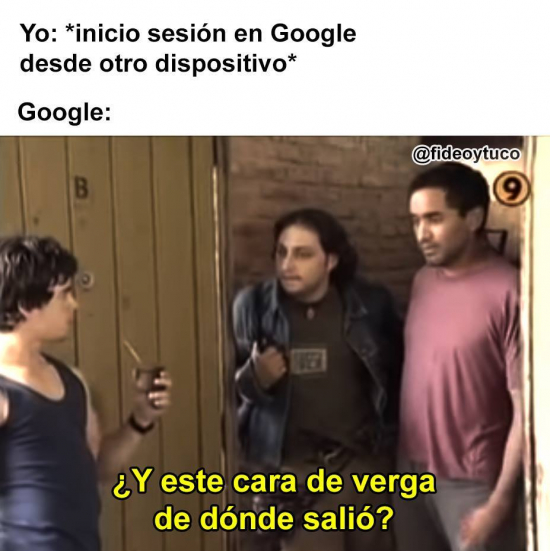 Yo: *inicio sesión en Google
desde otro dispositivo*
Google:
@fideoytuco
B
9
¿Y este cara de verga
de dónde salió?